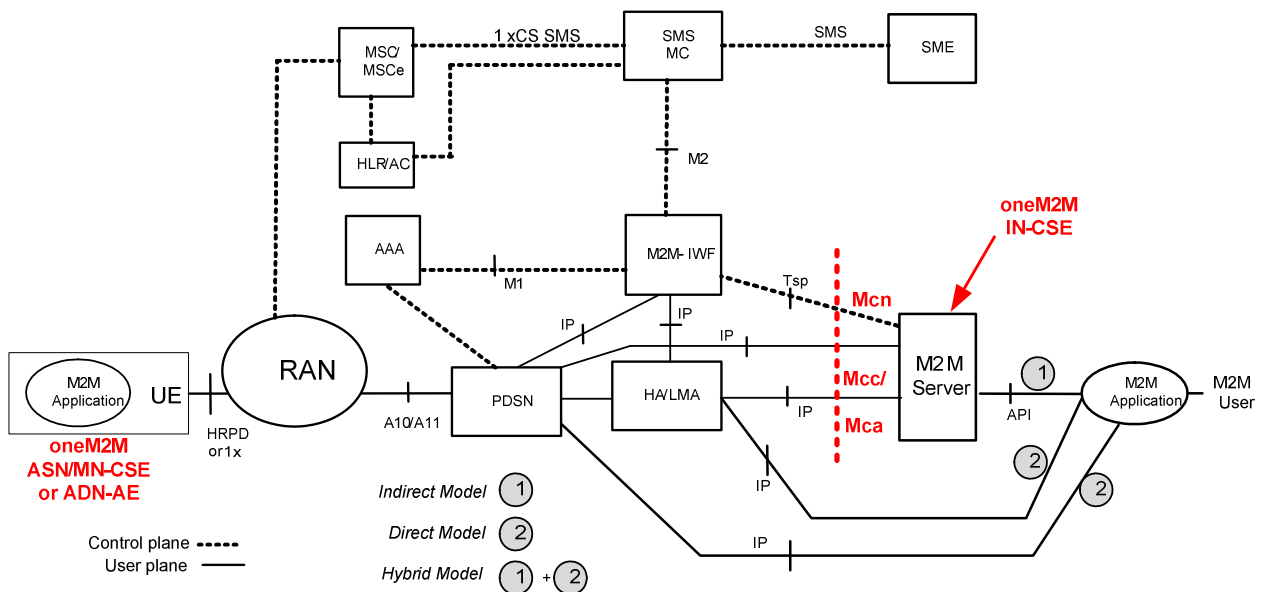 1 xCS SMS
SMS
MSC/
MSCe
SMS
MC
SME
HLR/AC
M2
oneM2M
IN-CSE
AAA
M2M- IWF
M1
Tsp
Mcn
IP
IP
IP
RAN
M2M
Application
UE
HRPD
or1x
A10/A11
PDSN
HA/LMA
Mcc/
IP
Mca
M2M
Server
1
API
M2M
Application
M2M
User
oneM2M
ASN/MN-CSE
or ADN-AE
IP
2
2
Indirect Model 1
Direct Model 2
Hybrid Model 1 + 2
IP
Control plane
User plane